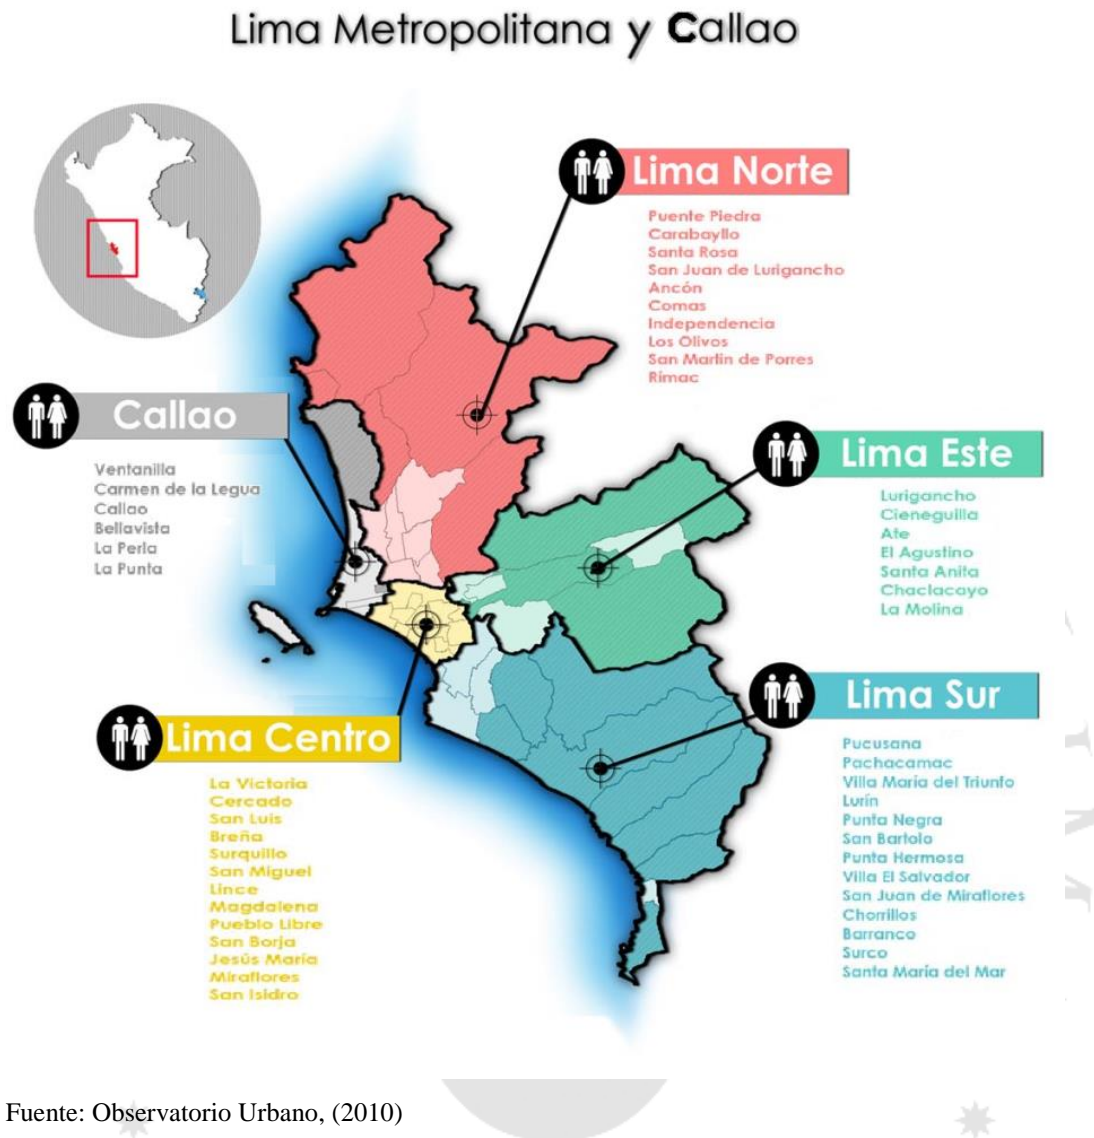 Lima Metropolitana y Callao
Lima Norte
Puente Piedra
Carabayllo
Santa Rosa
San Juan de Lurigancho
Ancón
Comas
Independencia
Los Olivos
San Martin de Porres
Rimac
Callao
Ventanilla
Carmen de la Legua
Callao
Bellavista
La Perla
La Punta
Lima Este
Lurigancho
Cieneguilla
Ate
El Agustino
Santa Anita
Chaclacayo
La Molina
Lima Sur
Pucusana
Pachacamac
Villa María del Triunfo
Lurín
Punta Negra
San Bartolo
Punta Hermosa
Villa El Salvador
San Juan de Miraflores
Chorrillos
Barranco
Surco
Santa María del Mar
Lima Centro
La Victoria
Cercado
San Luis
Breña
Surquillo
San Miguel
Lince
Magdalena
Pueblo Libre
San Borja
Jesús María
Miraflores
San Isidro
Fuente: Observatorio Urbano, (2010)